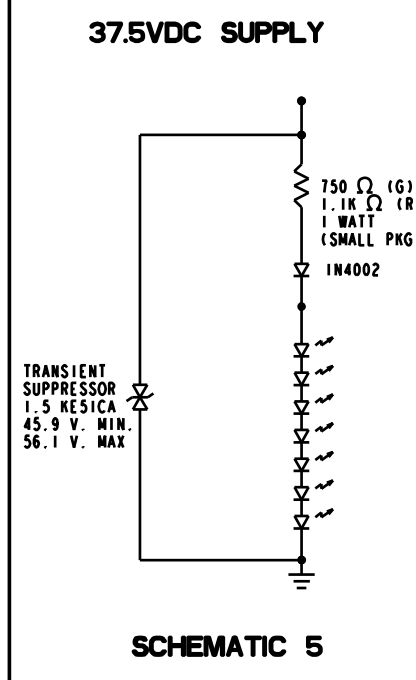 37.5VDC SUPPLY
750 Ω (G)
1.1K Ω (R
1 WATT
(SMALL PKG
1N4002
TRANSIENT
SUPPRESSOR
1.5 KE51CA
45.9 V. MIN.
56.1 V. MAX
SCHEMATIC 5